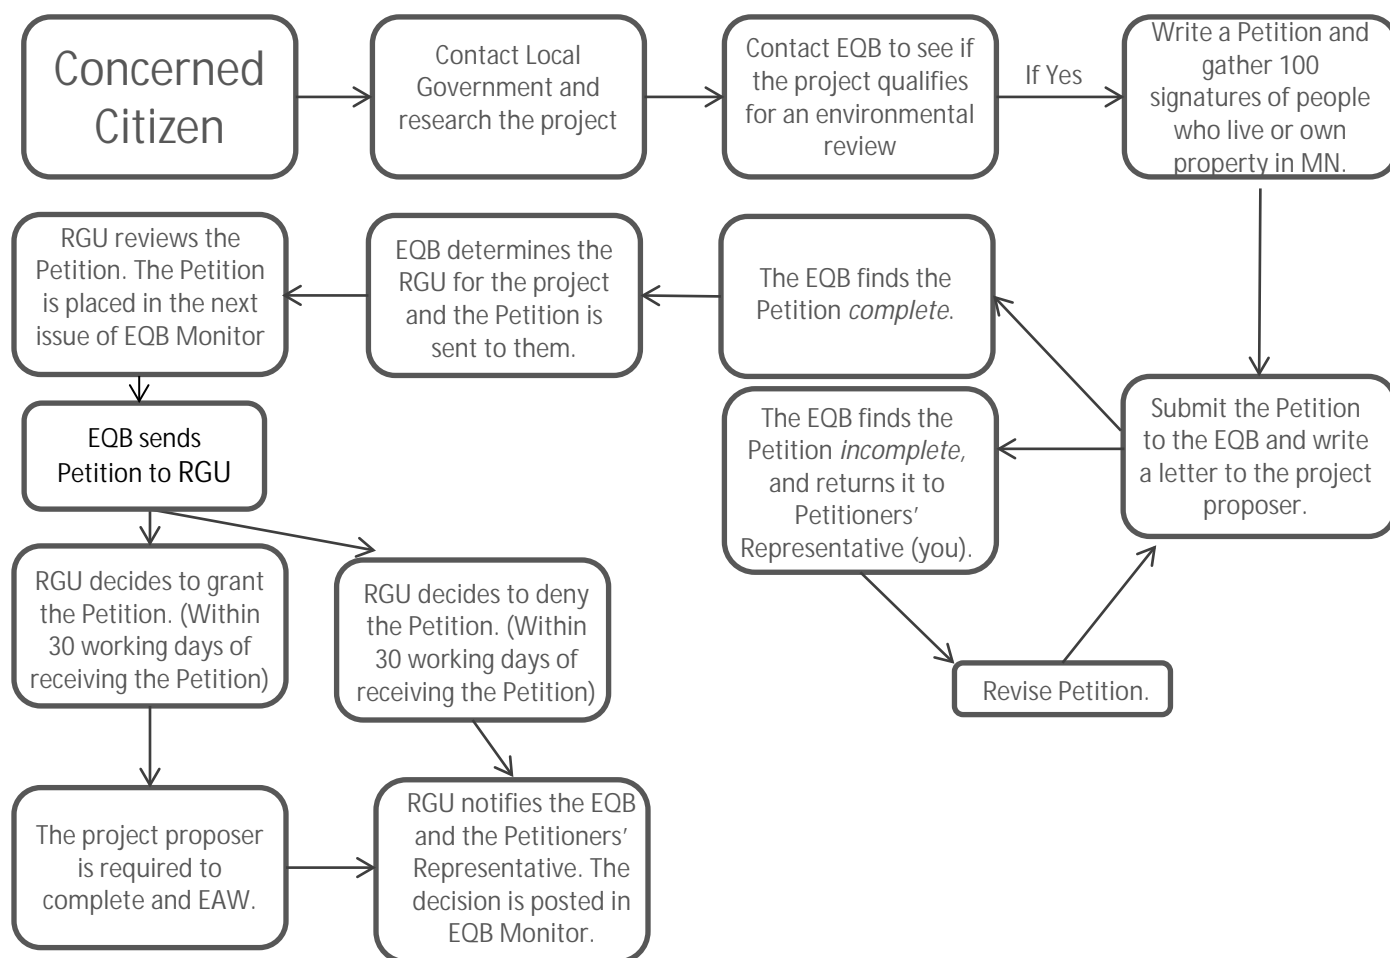 Concerned
Citizen
Contact Local
Government and
research the project
Contact EQB to see if
the project qualifies
for an environmental
review
If Yes
Write a Petition and
gather 100
signatures of people
who live or own
property in MN.
RGU reviews the
Petition. The Petition
is placed in the next
issue of EQB Monitor
EQB determines the
RGU for the project
and the Petition is
sent to them.
The EQB finds the
Petition complete.
EQB sends
Petition to RGU
The EQB finds the
Petition incomplete,
and returns it to
Petitioners’
Representative (you).
Submit the Petition
to the EQB and write
a letter to the project
proposer.
RGU decides to grant
the Petition. (Within
30 working days of
receiving the Petition)
RGU decides to deny
the Petition. (Within
30 working days of
receiving the Petition)
Revise Petition.
The project proposer
is required to
complete and EAW.
RGU notifies the EQB
and the Petitioners’
Representative. The
decision is posted in
EQB Monitor.